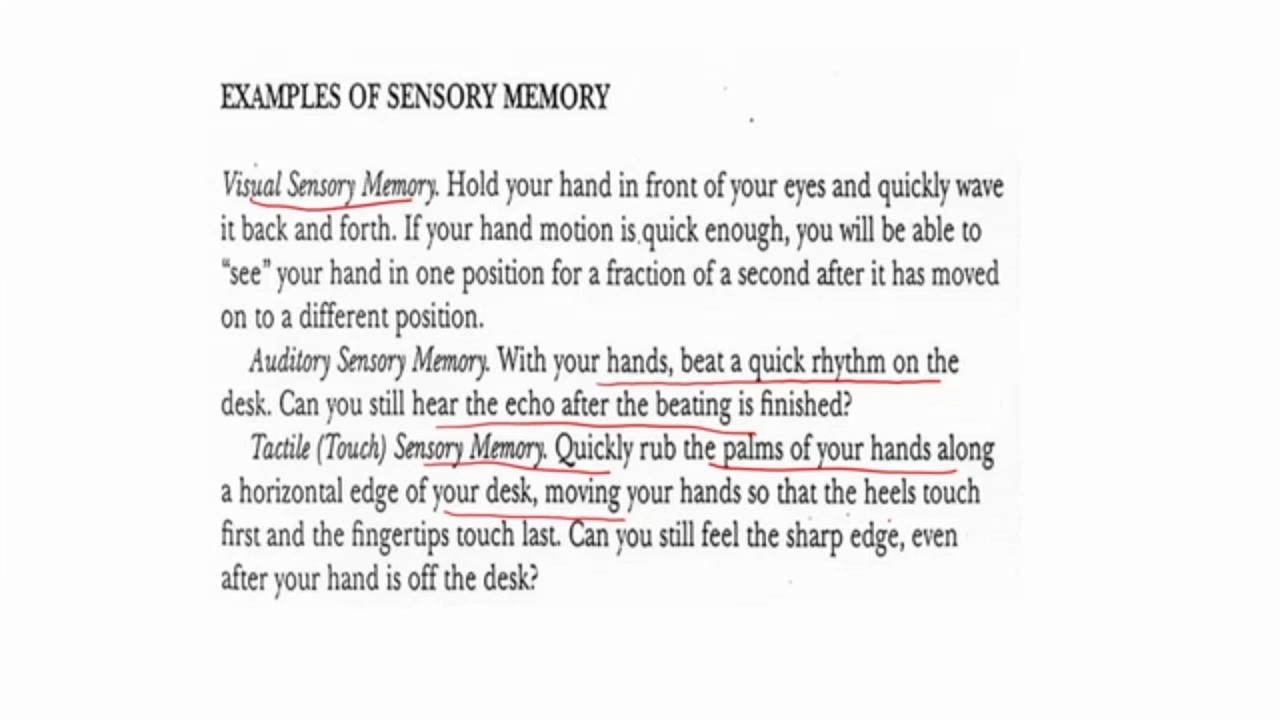 EXAMPLES OF SENSORY MEMORY
Visual Sensory Memory. Hold your hand in front of your eyes and quickly wave
it back and forth. If your hand motion is quick enough, you will be able to
“see” your hand in one position for a fraction of a second after it has moved
on to a different position.
Auditory Sensory Memory. With your hands, beat a quick rhythm on the
desk. Can you still hear the echo after the beating is finished?
Tactile (Touch) Sensory Memory. Quickly rub the palms of your hands along
a horizontal edge of your desk, moving your hands so that the heels touch
first and the fingertips touch last. Can you still feel the sharp edge, even
after your hand is off the desk?